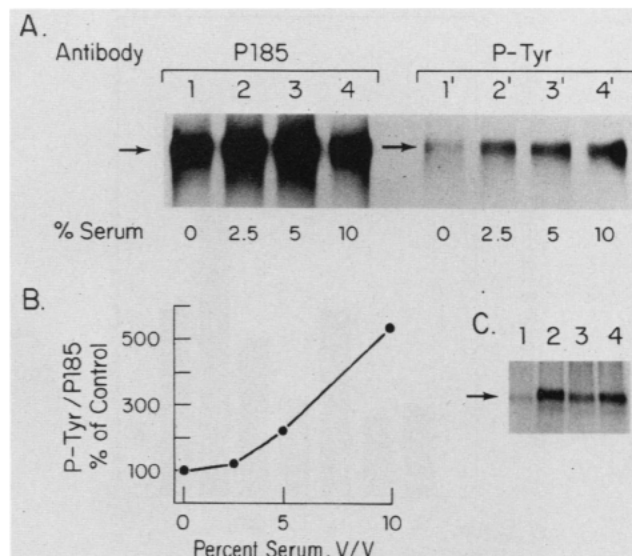 A.
Antibody P185 P-Tyr
1 2 3 4 1' 2' 3' 4'
% Serum 0 2.5 5 10 0 2.5 5 10
B.
P-Tyr/P185
% of Control
500
300
100
0 5 10
Percent Serum, V/V
C.
1 2 3 4